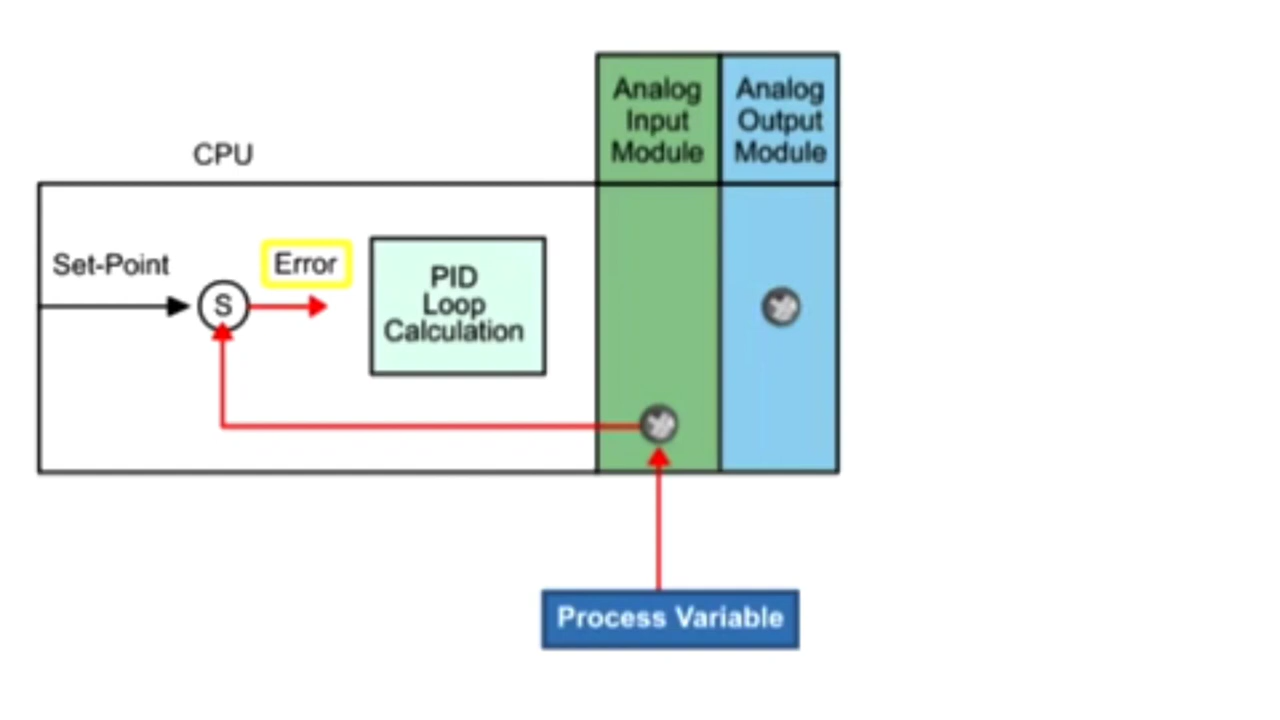 Analog
Input
Module
Analog
Output
Module
CPU
Set-Point
Error
S
PID
Loop
Calculation
Process Variable